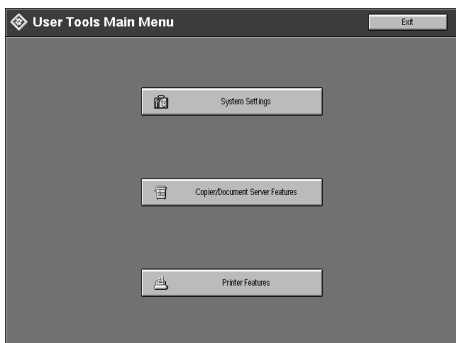 User Tools Main Menu
Exit
System Settings
Copier/Document Server Features
Printer Features